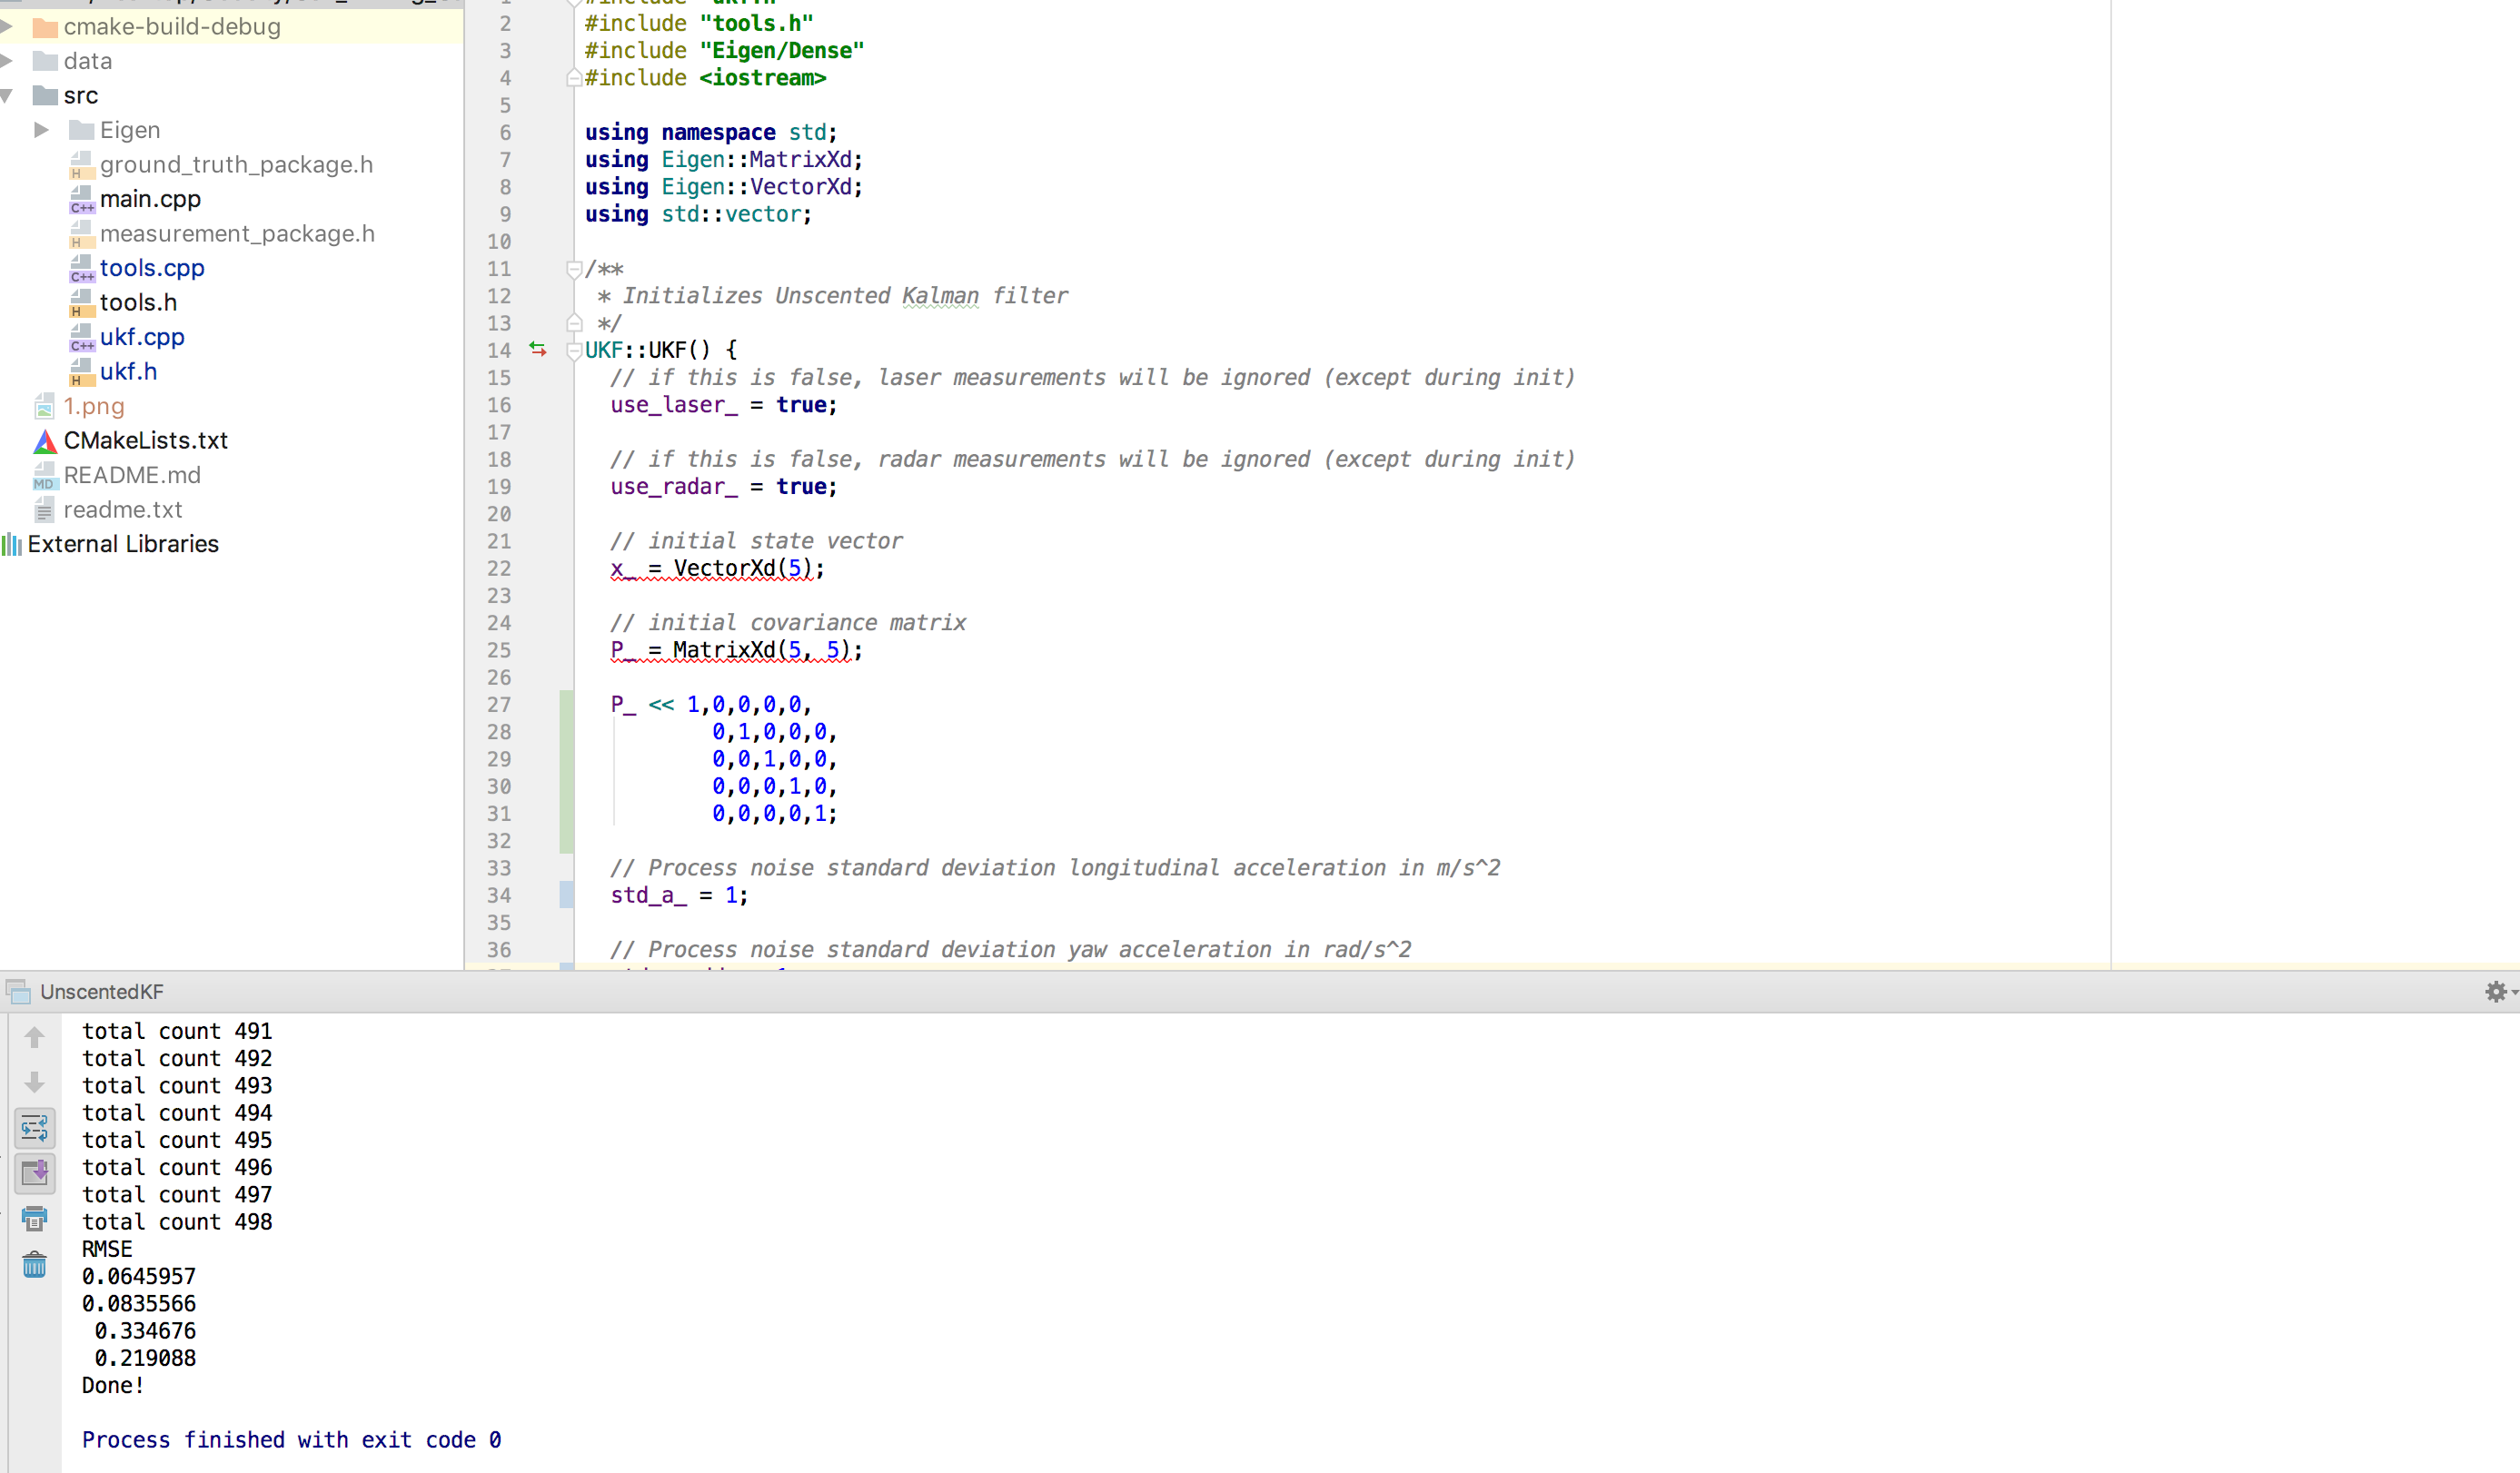 cmake-build-debug
data
src
Eigen
ground_truth_package.h
main.cpp
measurement_package.h
tools.cpp
tools.h
ukf.cpp
ukf.h
1.png
CMakeLists.txt
README.md
readme.txt
External Libraries
2 #include "tools.h"
3 #include "Eigen/Dense"
4 #include <iostream>
5
6 using namespace std;
7 using Eigen::MatrixXd;
8 using Eigen::VectorXd;
9 using std::vector;
10
11 /**
12 * Initializes Unscented Kalman filter
13 */
14 UKF::UKF() {
15 // if this is false, laser measurements will be ignored (except during init)
16 use_laser_ = true;
17
18 // if this is false, radar measurements will be ignored (except during init)
19 use_radar_ = true;
20
21 // initial state vector
22 x_ = VectorXd(5);
23
24 // initial covariance matrix
25 P_ = MatrixXd(5, 5);
26
27 P_ << 1,0,0,0,0,
28 0,1,0,0,0,
29 0,0,1,0,0,
30 0,0,0,1,0,
31 0,0,0,0,1;
32
33 // Process noise standard deviation longitudinal acceleration in m/s^2
34 std_a_ = 1;
35
36 // Process noise standard deviation yaw acceleration in rad/s^2
UnscentedKF
total count 491
total count 492
total count 493
total count 494
total count 495
total count 496
total count 497
total count 498
RMSE
0.0645957
0.0835566
0.334676
0.219088
Done!
Process finished with exit code 0